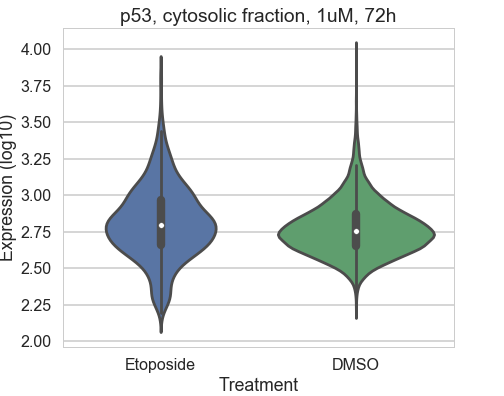 p53, cytosolic fraction, 1uM, 72h
Expression (log10)
4.00
3.75
3.50
3.25
3.00
2.75
2.50
2.25
2.00
Etoposide DMSO
Treatment